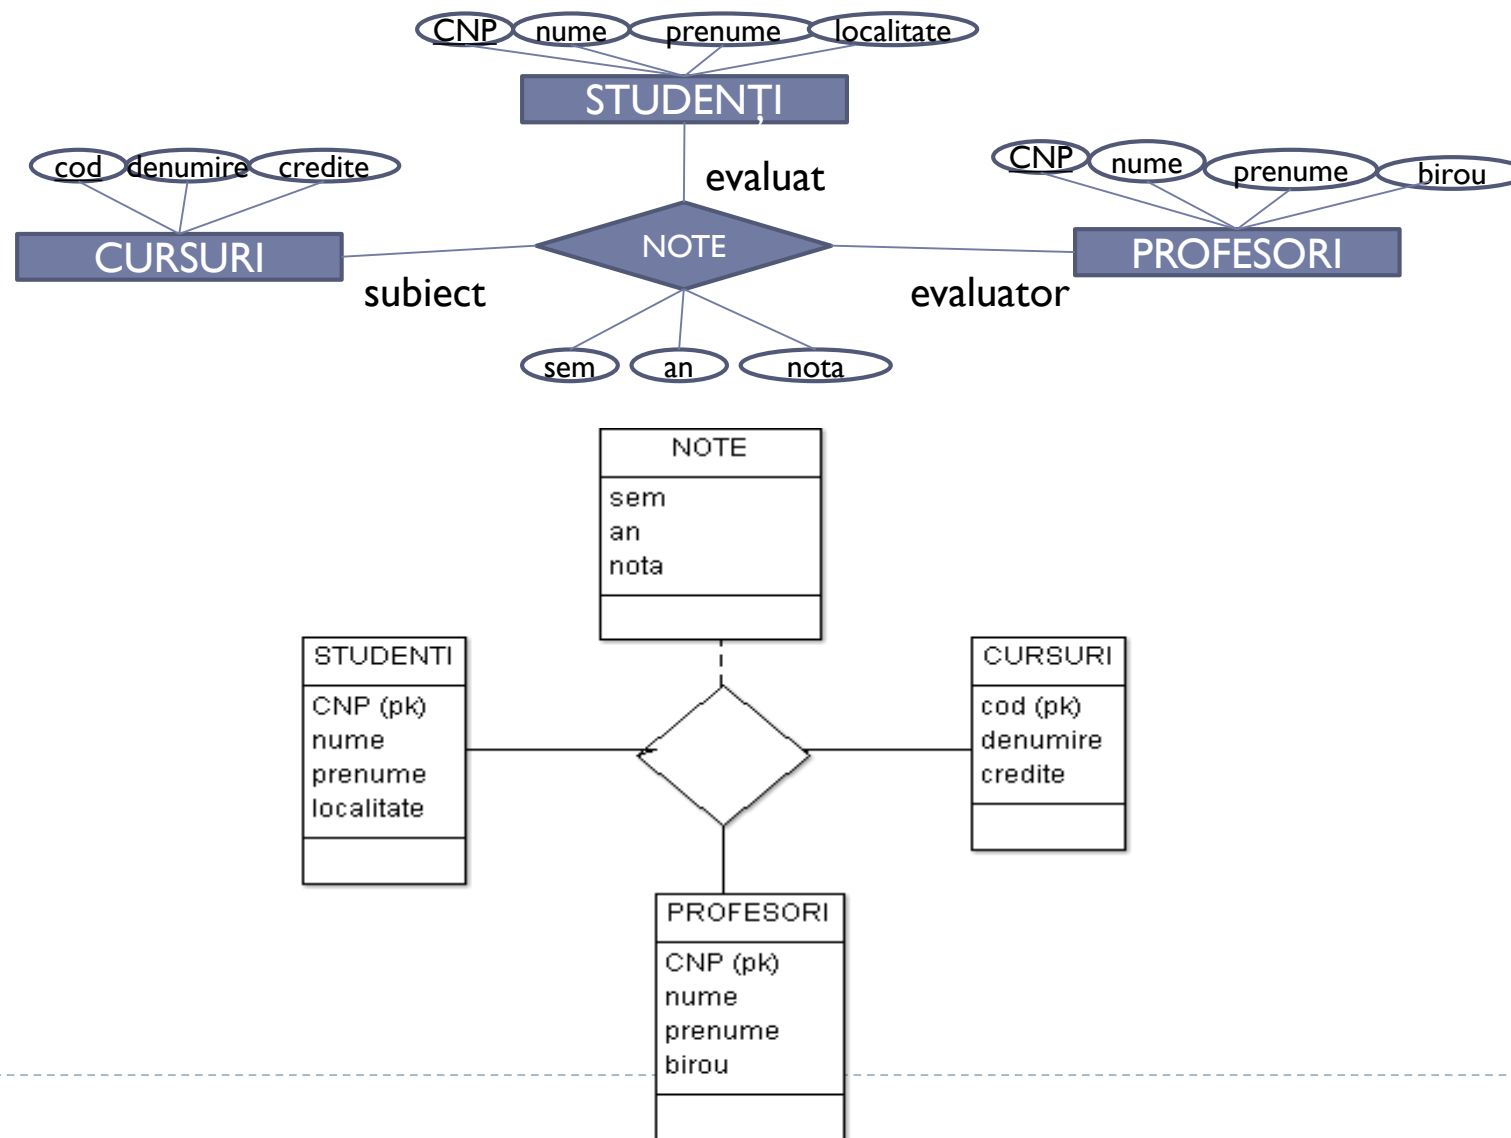 CNP nume prenume localitate
STUDENȚI
cod denumire credite
CNP nume prenume birou
evaluat
CURSURI
NOTE
PROFESORI
subiect
evaluator
sem an nota
NOTE
sem
an
nota
STUDENTI
CNP (pk)
nume
prenume
localitate
CURSURI
cod (pk)
denumire
credite
PROFESORI
CNP (pk)
nume
prenume
birou